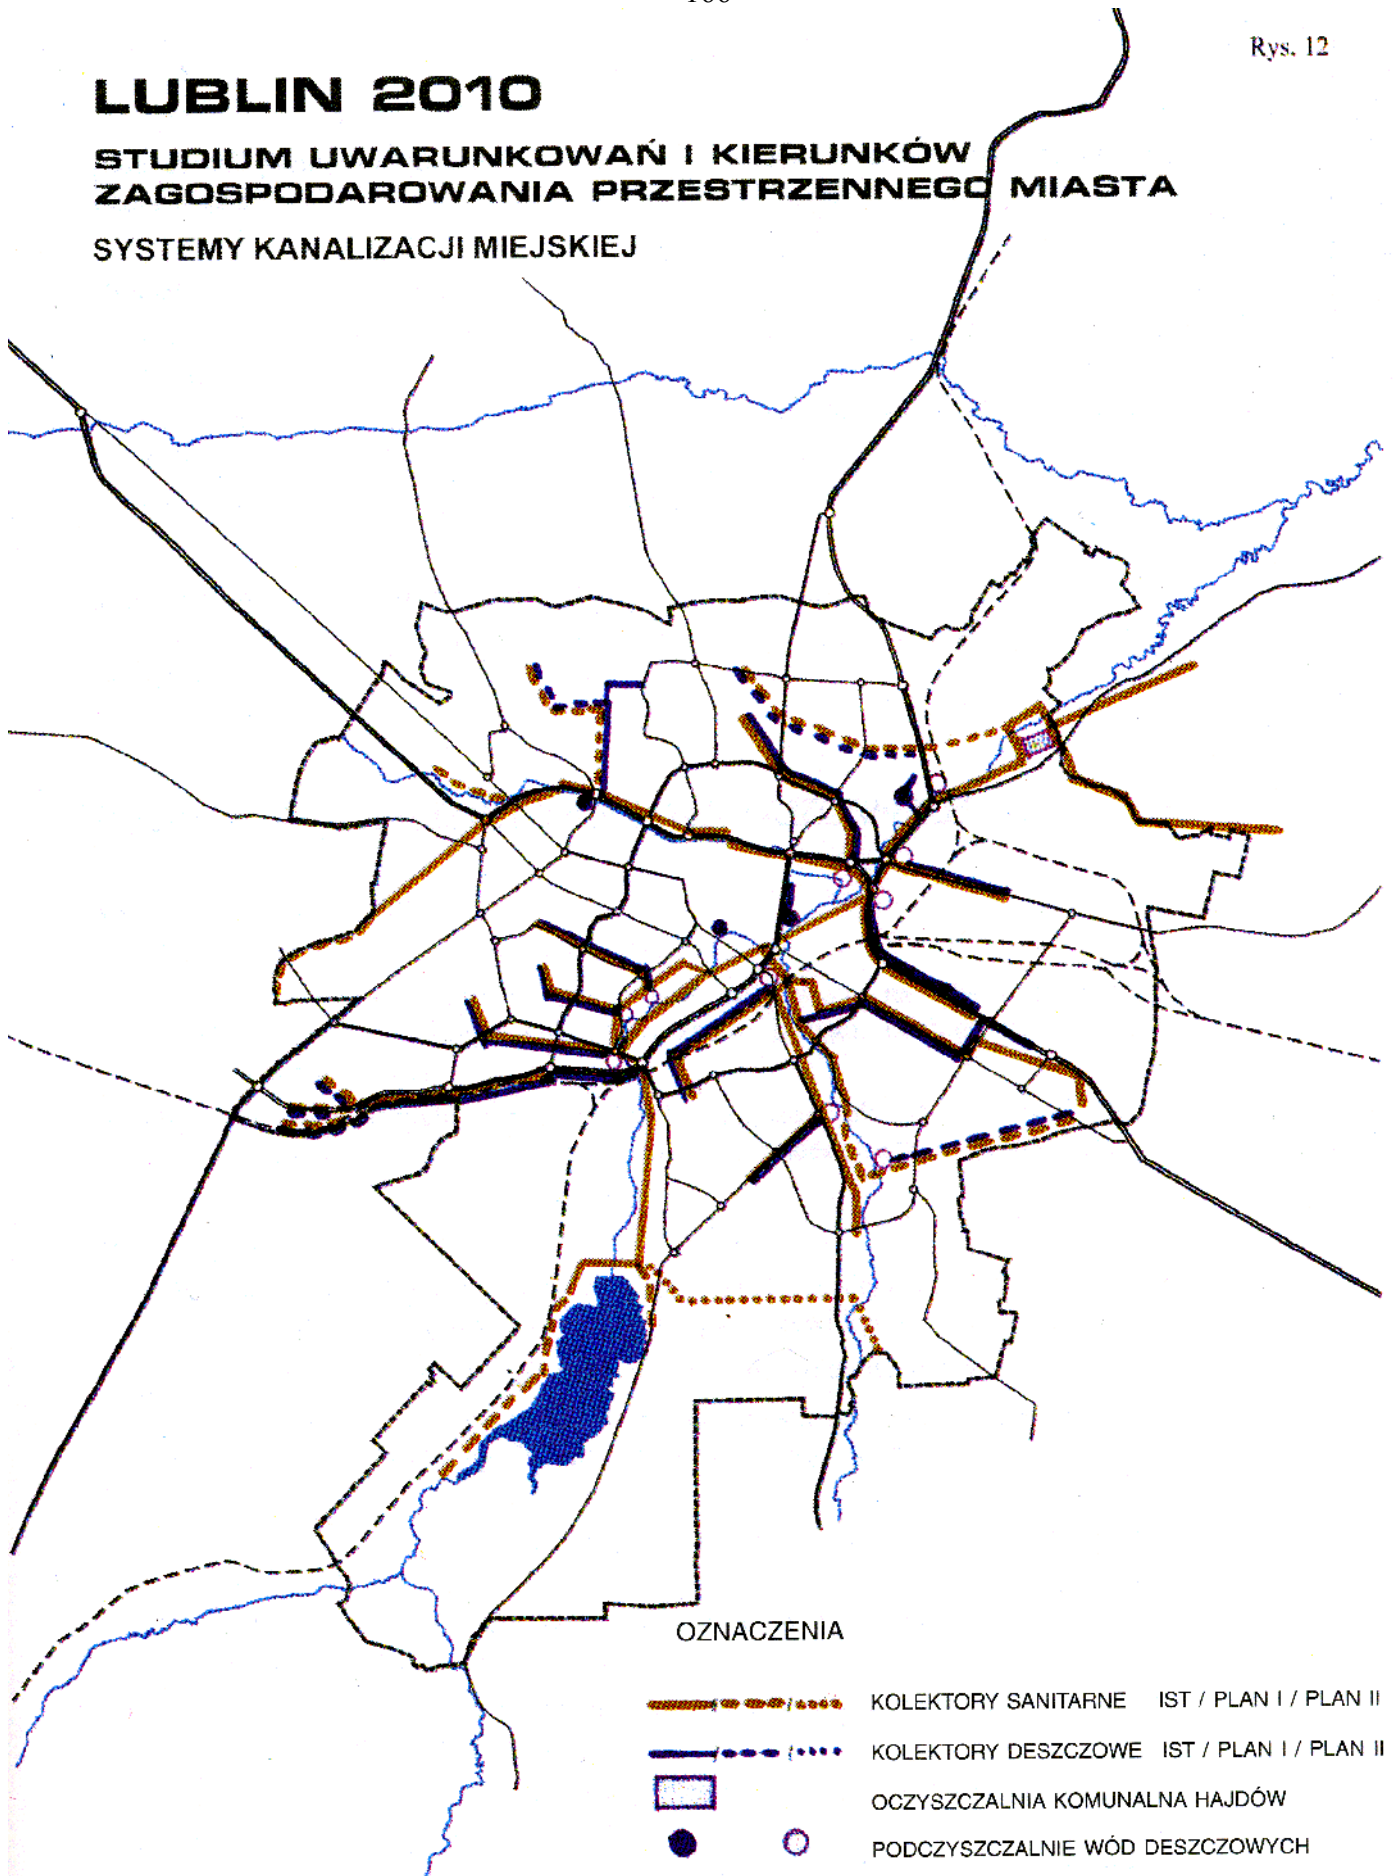 Rys. 12
LUBLIN 2010
STUDIUM UWARUNKOWAŃ I KIERUNKÓW
ZAGOSPODAROWANIA PRZESTRZENNEGO MIASTA
SYSTEMY KANALIZACJI MIEJSKIEJ
OZNACZENIA
KOLEKTORY SANITARNE IST / PLAN I / PLAN II
KOLEKTORY DESZCZOWE IST / PLAN I / PLAN II
OCZYSZCZALNIA KOMUNALNA HAJDÓW
PODCZYSZCZALNIE WÓD DESZCZOWYCH